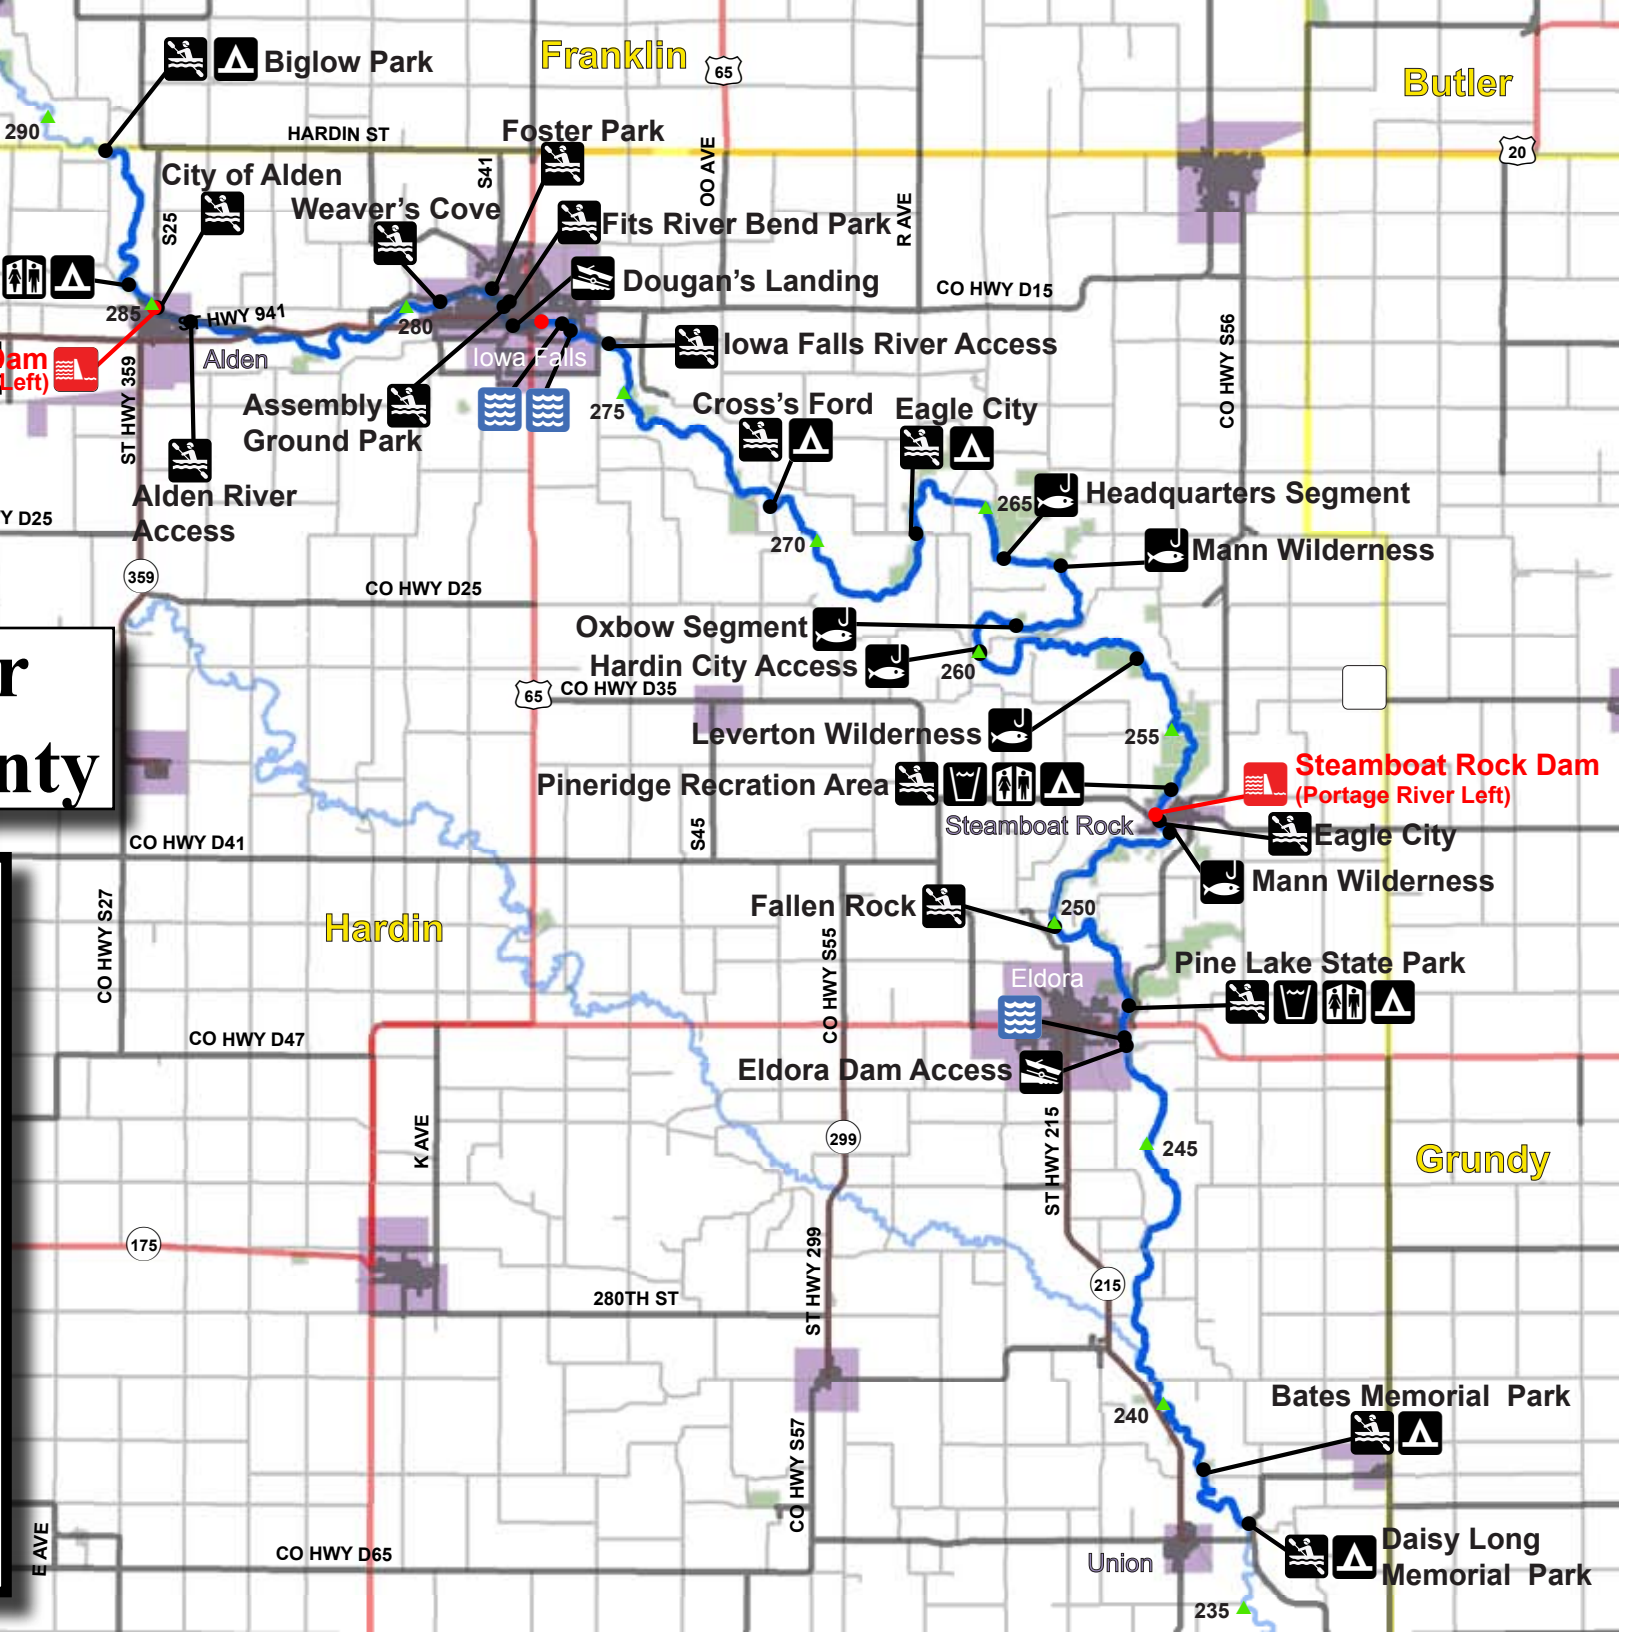 Biglow Park
Franklin
65
Butler
290
HARDIN ST
Foster Park
20
City of Alden
S41
OO AVE
Weaver's Cove
S25
Fits River Bend Park
R AVE
Dougan's Landing
CO HWY D15
285
ST HWY 941
280
Dam
Left)
Alden
Iowa Falls
Iowa Falls River Access
CO HWY S56
ST HWY 359
275
Assembly
Ground Park
Cross's Ford
Eagle City
Alden River
Access
265
Headquarters Segment
Y D25
270
Mann Wilderness
359
CO HWY D25
Oxbow Segment
Hardin City Access
260
r
65
CO HWY D35
Leverton Wilderness
255
nty
Pineridge Recration Area
Steamboat Rock Dam
(Portage River Left)
Steamboat Rock
Eagle City
CO HWY D41
S45
Mann Wilderness
CO HWY S27
Fallen Rock
250
Hardin
CO HWY S55
Eldora
Pine Lake State Park
CO HWY D47
Eldora Dam Access
K AVE
299
ST HWY 215
245
Grundy
175
ST HWY 299
215
280TH ST
Bates Memorial Park
240
CO HWY S57
E AVE
CO HWY D65
Union
Daisy Long
Memorial Park
235